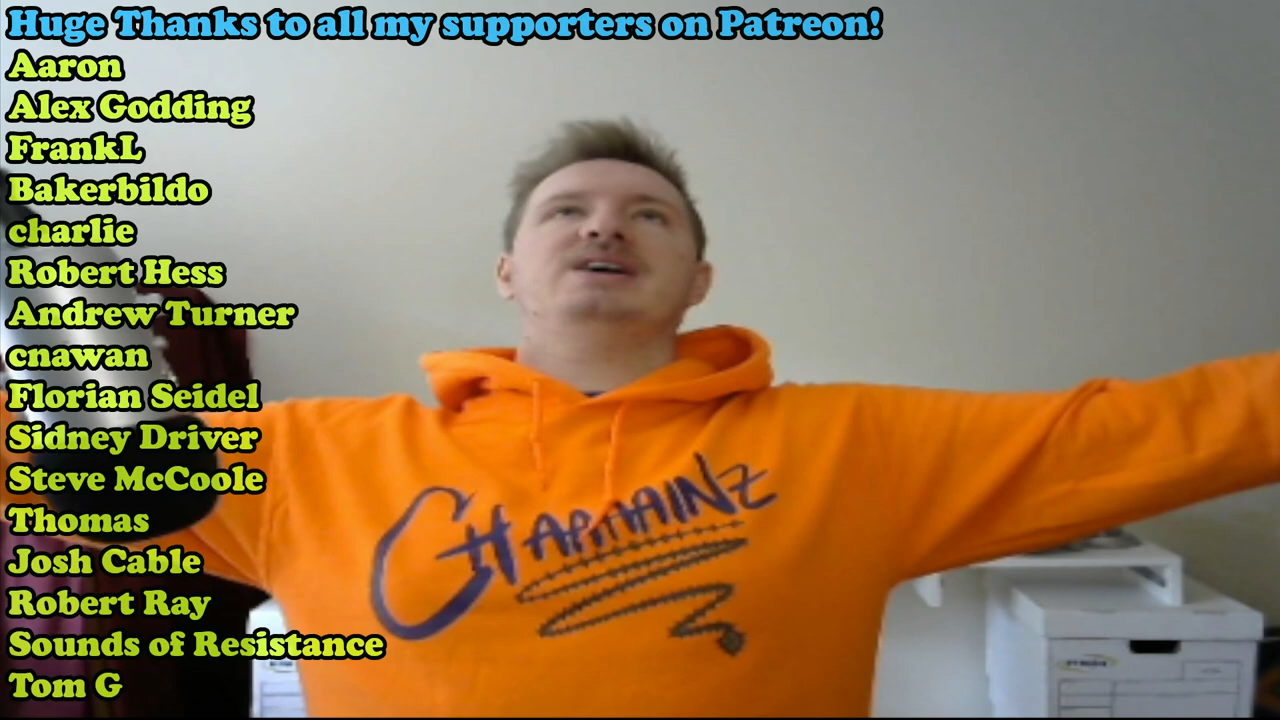 Huge Thanks to all my supporters on Patreon!
Aaron
Alex Godding
FrankL
Bakerbildo
charlie
Robert Hess
Andrew Turner
cnawan
Florian Seidel
Sidney Driver
Steve McCoole
Thomas
Josh Cable
Robert Ray
Sounds of Resistance
Tom G
CHAPMAINZ